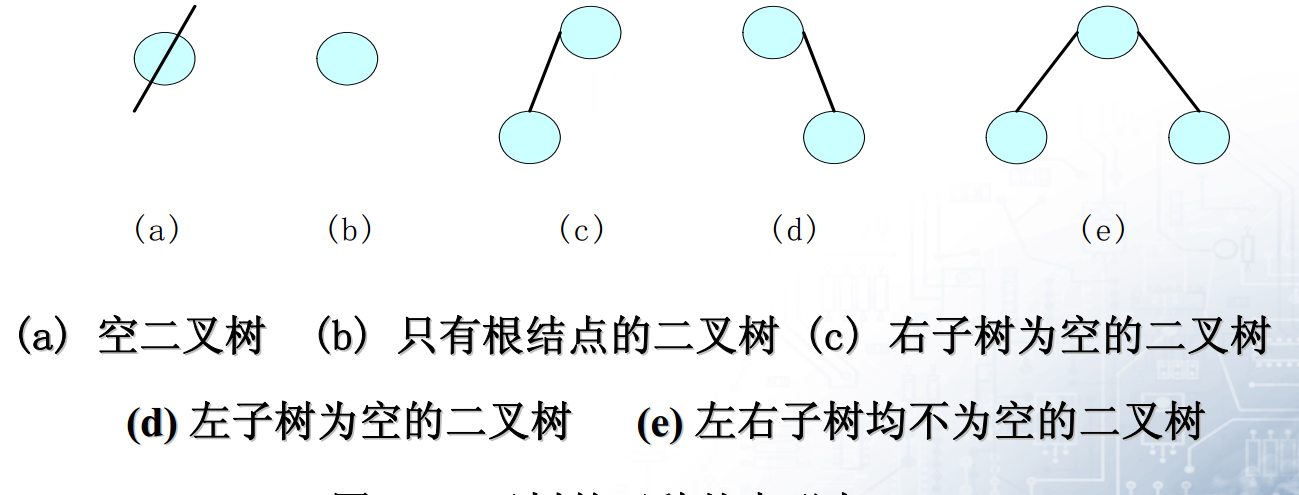 (a) (b) (c) (d) (e)
(a) 空二叉树 (b) 只有根结点的二叉树 (c) 右子树为空的二叉树
(d) 左子树为空的二叉树 (e) 左右子树均不为空的二叉树